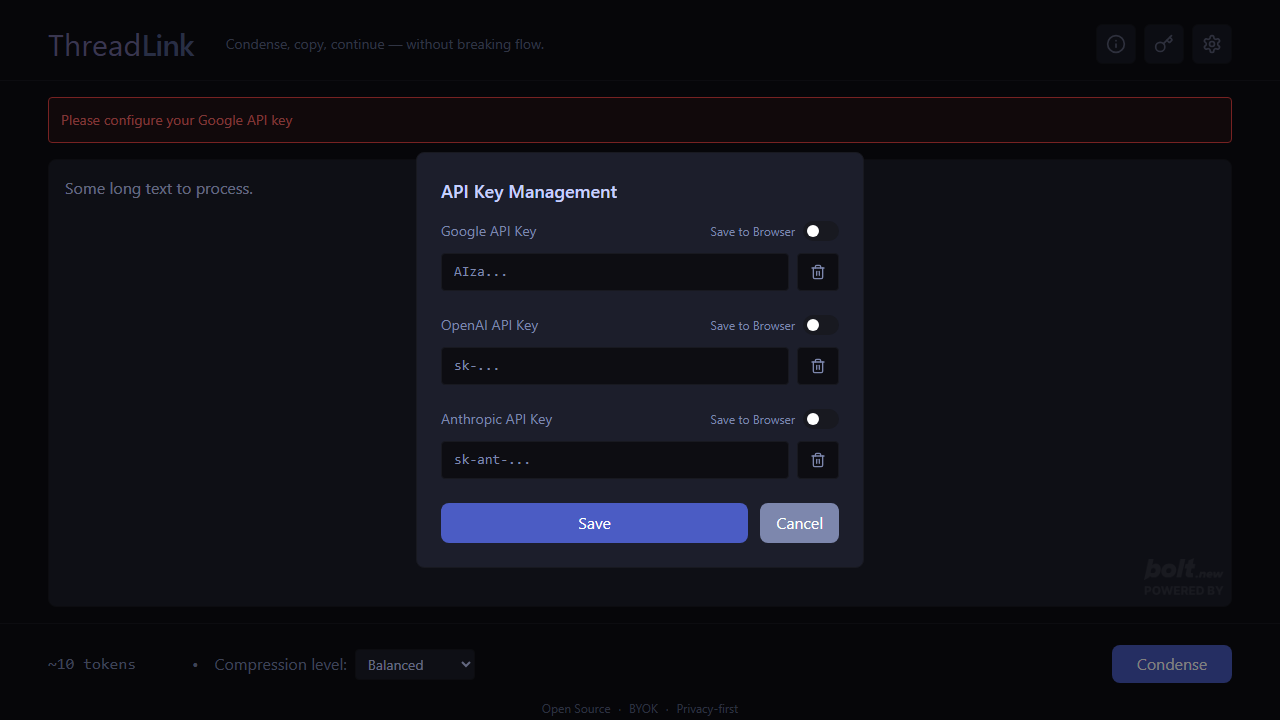 ThreadLink
Condense, copy, continue — without breaking flow.
Please configure your Google API key
Some long text to process.
API Key Management
Google API Key
Save to Browser
AIza...
OpenAI API Key
Save to Browser
sk-...
Anthropic API Key
Save to Browser
sk-ant-...
Save
Cancel
bolt.new
POWERED BY
~10 tokens
• Compression level:
Balanced
Condense
Open Source · BYOK · Privacy-first